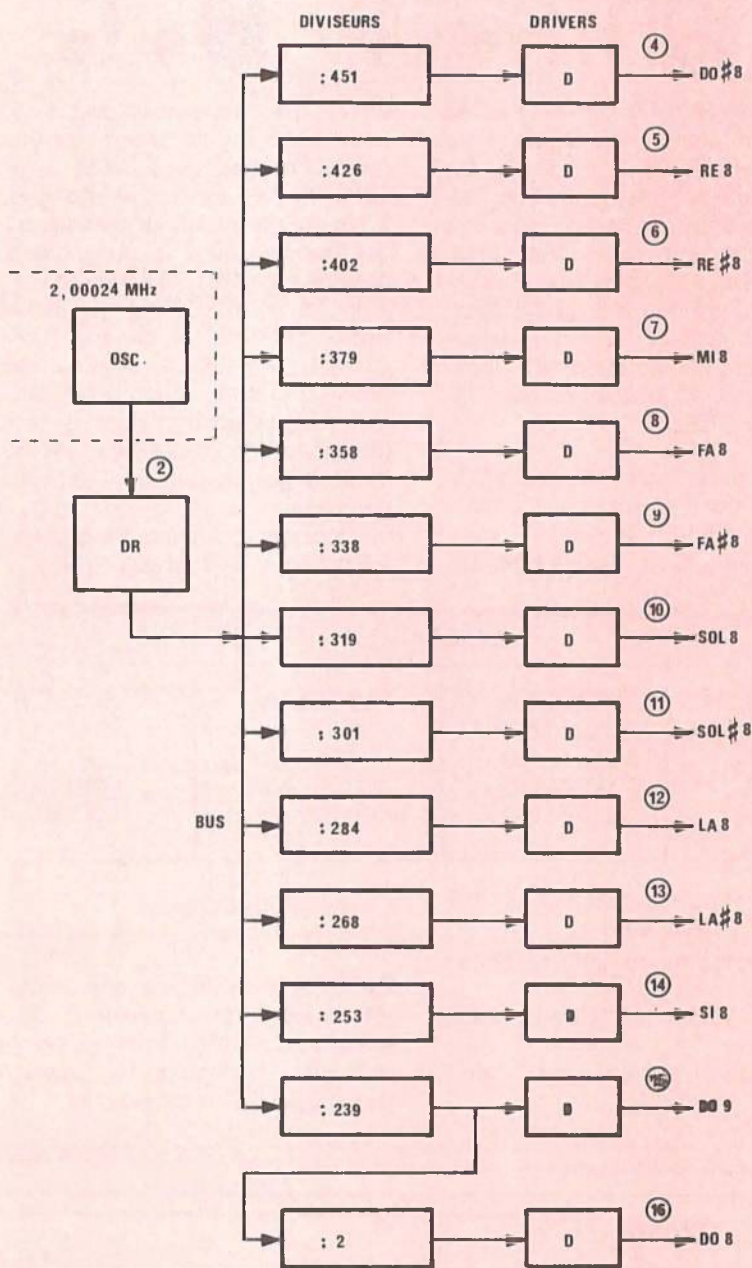 DIVISEURS DRIVERS
:451 D ④ DO♯8
:426 D ⑤ RE 8
:402 D ⑥ RE♯8
2,00024 MHz
OSC.
:379 D ⑦ MI 8
②
:358 D ⑧ FA 8
DR
:338 D ⑨ FA♯8
:319 D ⑩ SOL 8
:301 D ⑪ SOL♯8
BUS
:284 D ⑫ LA 8
:268 D ⑬ LA♯8
:253 D ⑭ SI 8
:239 D ⑮ DO 9
:2 D ⑯ DO 8